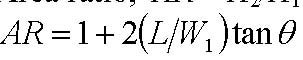 AR = 1 + 2(L/W₁)tan θ